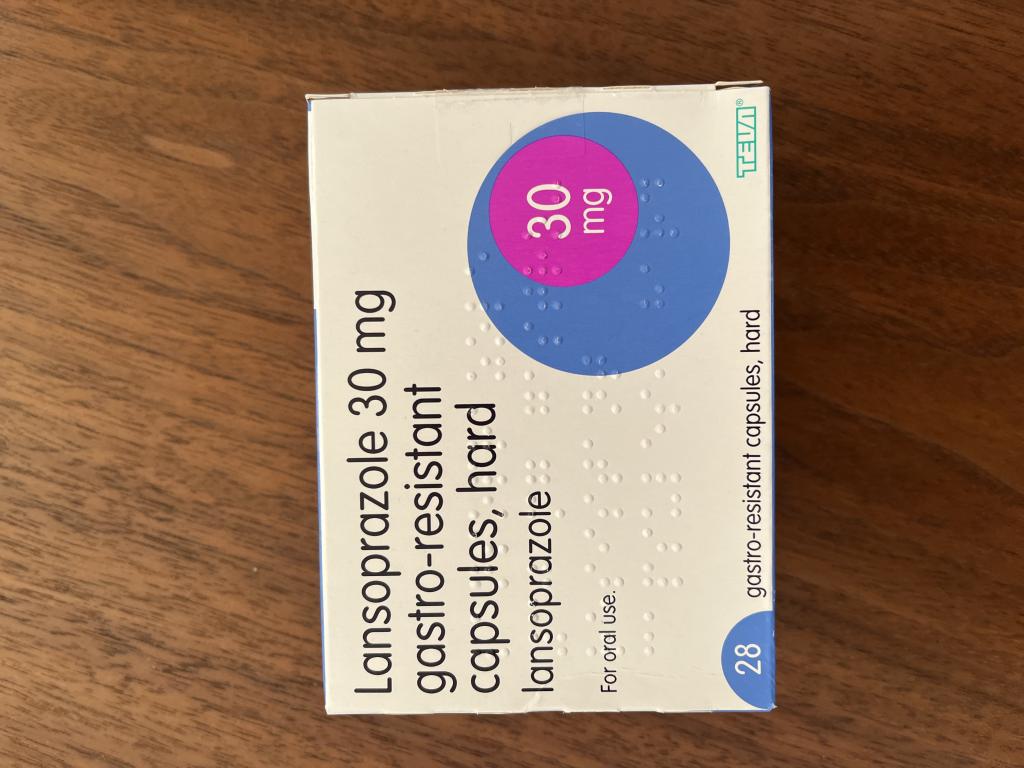 Lansoprazole 30 mg
gastro-resistant
capsules, hard
lansoprazole
For oral use.
30
mg
28
gastro-resistant capsules, hard
TEVA®